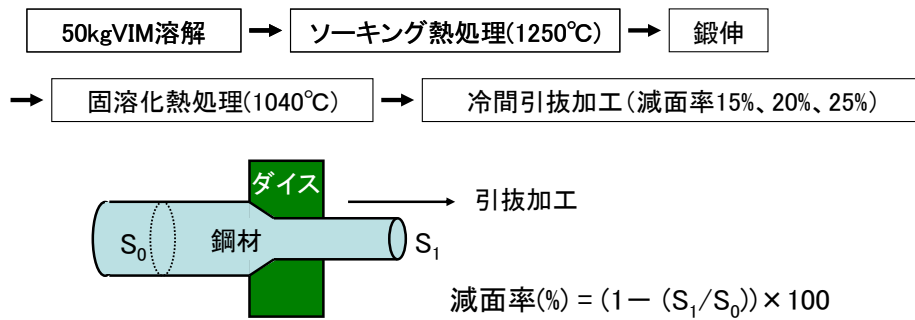 50kgVIM溶解 → ソーキング熱処理(1250℃) → 鍛伸
→ 固溶化熱処理(1040℃) → 冷間引抜加工(減面率15%、20%、25%)
ダイス
引抜加工
S₀ 鋼材 S₁
減面率(%) = (1－ (S₁/S₀))×100